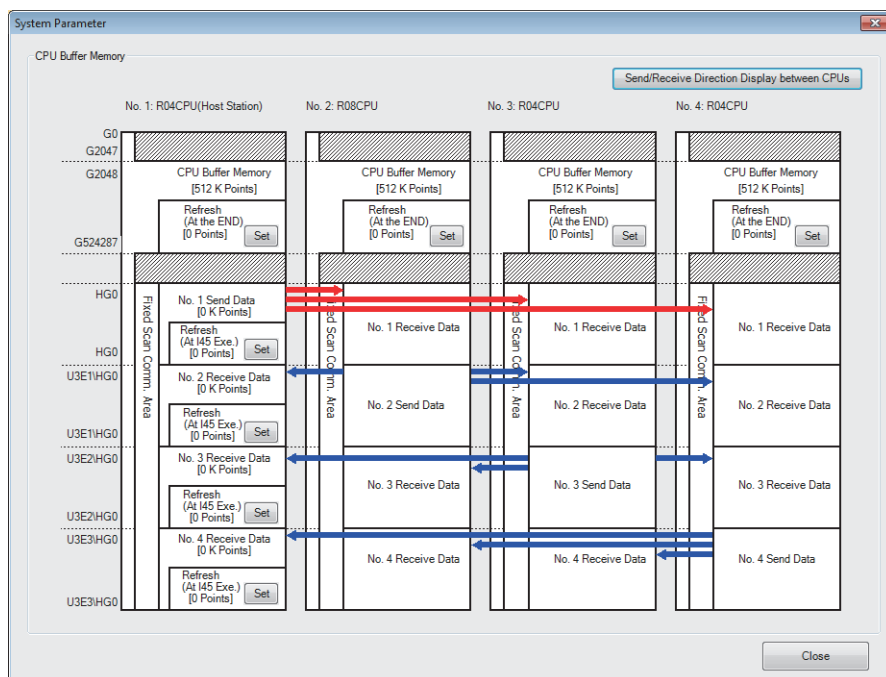 System Parameter
CPU Buffer Memory
Send/Receive Direction Display between CPUs
No. 1: R04CPU(Host Station)
No. 2: R08CPU
No. 3: R04CPU
No. 4: R04CPU
G0
G2047
G2048
G524287
HG0
HG0
U3E1\HG0
U3E1\HG0
U3E2\HG0
U3E2\HG0
U3E3\HG0
U3E3\HG0
CPU Buffer Memory
[512 K Points]
Refresh
(At the END)
[0 Points]
Set
Fixed Scan Comm. Area
No. 1 Send Data
[0 K Points]
Refresh
(At I45 Exe.)
[0 Points]
Set
No. 2 Receive Data
[0 K Points]
Refresh
(At I45 Exe.)
[0 Points]
Set
No. 3 Receive Data
[0 K Points]
Refresh
(At I45 Exe.)
[0 Points]
Set
No. 4 Receive Data
[0 K Points]
Refresh
(At I45 Exe.)
[0 Points]
Set
CPU Buffer Memory
[512 K Points]
Refresh
(At the END)
[0 Points]
Set
Fixed Scan Comm. Area
No. 1 Receive Data
No. 2 Send Data
No. 3 Receive Data
No. 4 Receive Data
CPU Buffer Memory
[512 K Points]
Refresh
(At the END)
[0 Points]
Set
Fixed Scan Comm. Area
No. 1 Receive Data
No. 2 Receive Data
No. 3 Send Data
No. 4 Receive Data
CPU Buffer Memory
[512 K Points]
Refresh
(At the END)
[0 Points]
Set
Fixed Scan Comm. Area
No. 1 Receive Data
No. 2 Receive Data
No. 3 Receive Data
No. 4 Send Data
Close